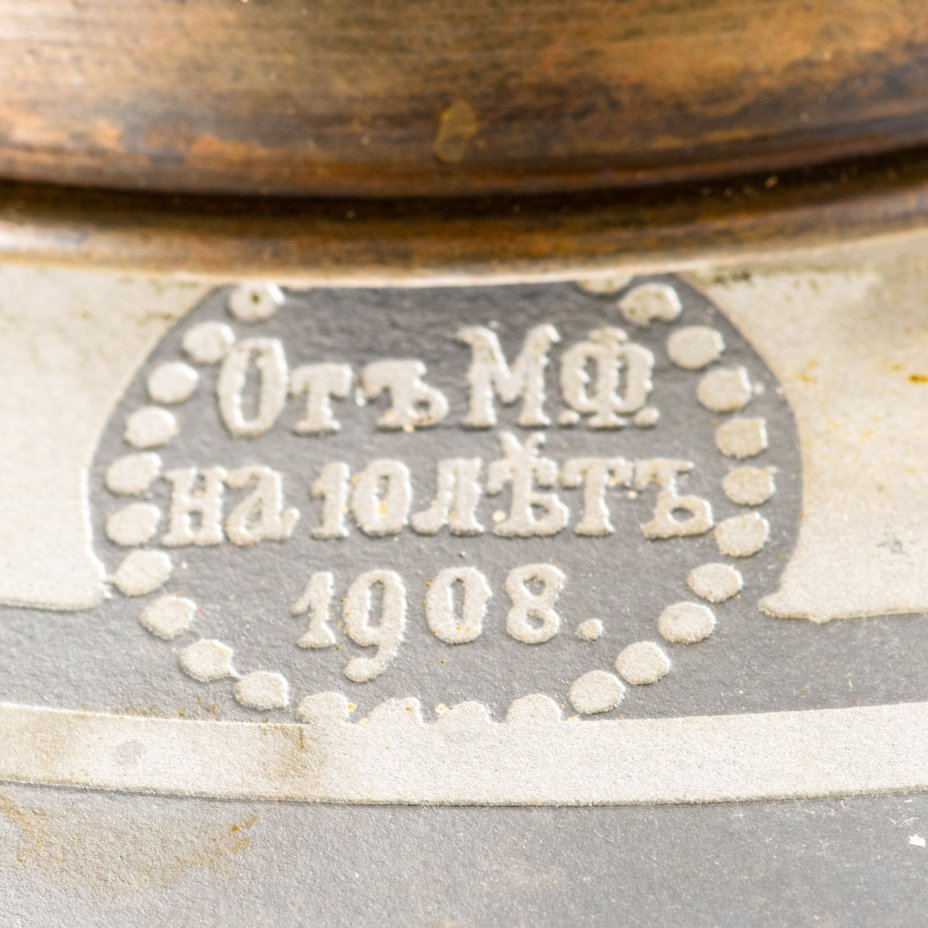 Отъ М.Ф.
на 10 лѣтъ
1908.